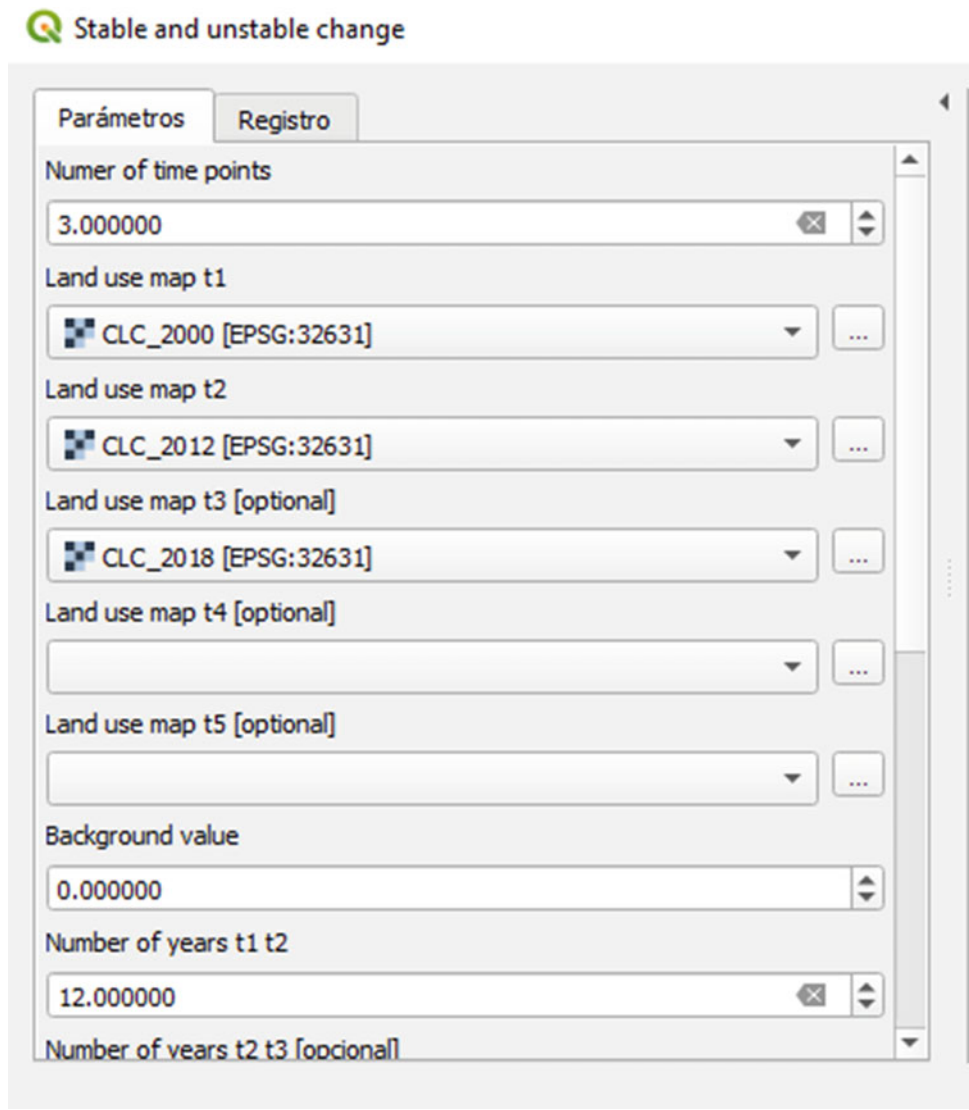 Stable and unstable change
Parámetros Registro
Numer of time points
3.000000
Land use map t1
CLC_2000 [EPSG:32631]
...
Land use map t2
CLC_2012 [EPSG:32631]
...
Land use map t3 [optional]
CLC_2018 [EPSG:32631]
...
Land use map t4 [optional]
...
Land use map t5 [optional]
...
Background value
0.000000
Number of years t1 t2
12.000000
Number of years t2 t3 [opcional]